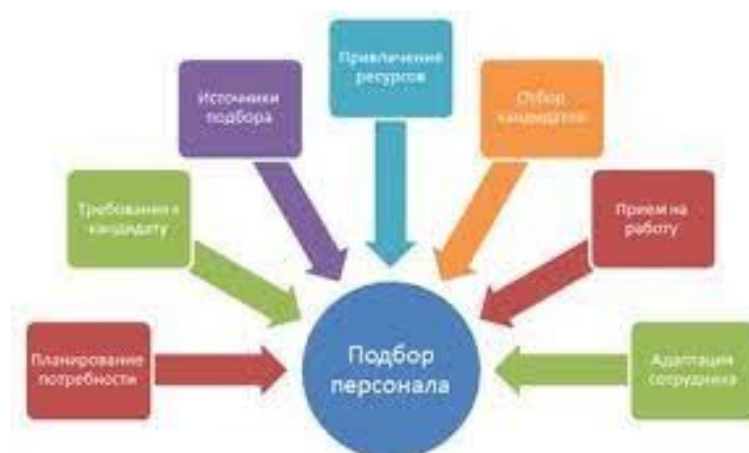 Привлечение
ресурсов
Источники
подбора
Отбор
кандидатов
Требования к
кандидату
Прием на
работу
Планирование
потребности
Подбор
персонала
Адаптация
сотрудника